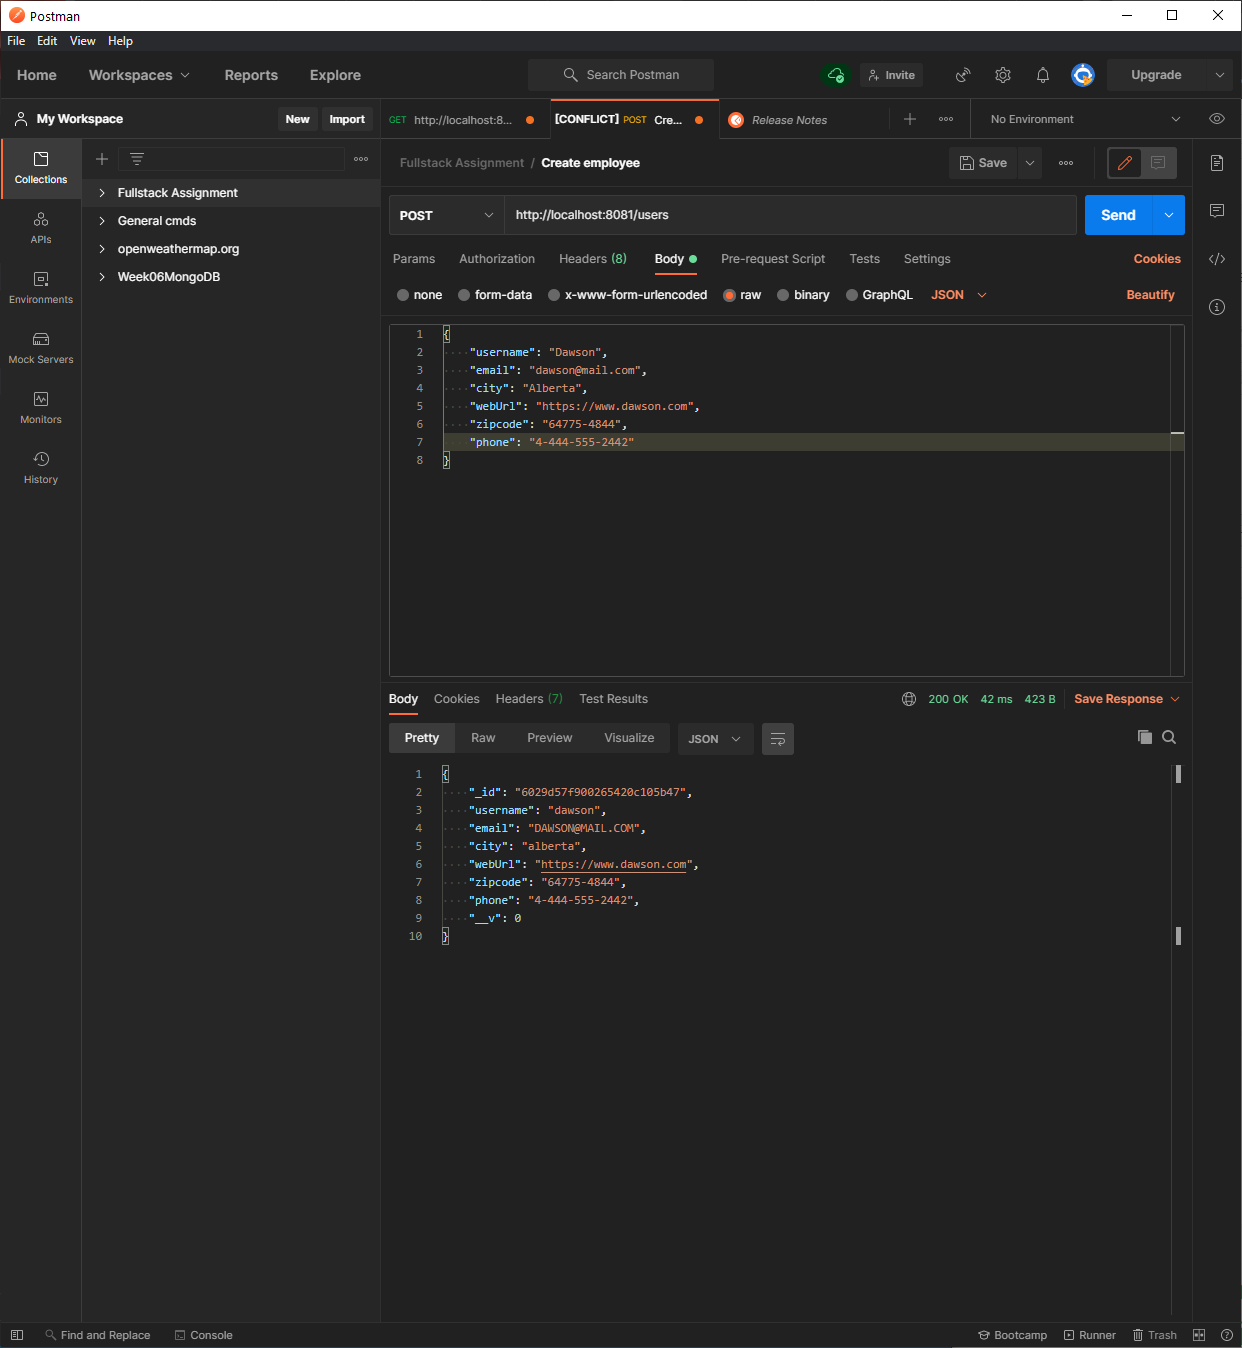 Postman
File Edit View Help
Home Workspaces Reports Explore Search Postman Invite Upgrade
My Workspace New Import
GET http://localhost:8... [CONFLICT] POST Cre... Release Notes No Environment
Collections
APIs
Environments
Mock Servers
Monitors
History
Fullstack Assignment
General cmds
openweathermap.org
Week06MongoDB
Fullstack Assignment / Create employee Save
POST http://localhost:8081/users Send
Params Authorization Headers (8) Body Pre-request Script Tests Settings Cookies
none form-data x-www-form-urlencoded raw binary GraphQL JSON Beautify
1 {
2 "username": "Dawson",
3 "email": "dawson@mail.com",
4 "city": "Alberta",
5 "webUrl": "https://www.dawson.com",
6 "zipcode": "64775-4844",
7 "phone": "4-444-555-2442"
8 }
Body Cookies Headers (7) Test Results 200 OK 42 ms 423 B Save Response
Pretty Raw Preview Visualize JSON
1 {
2 "_id": "6029d57f900265420c105b47",
3 "username": "dawson",
4 "email": "DAWSON@MAIL.COM",
5 "city": "alberta",
6 "webUrl": "https://www.dawson.com",
7 "zipcode": "64775-4844",
8 "phone": "4-444-555-2442",
9 "__v": 0
10 }
Find and Replace Console Bootcamp Runner Trash